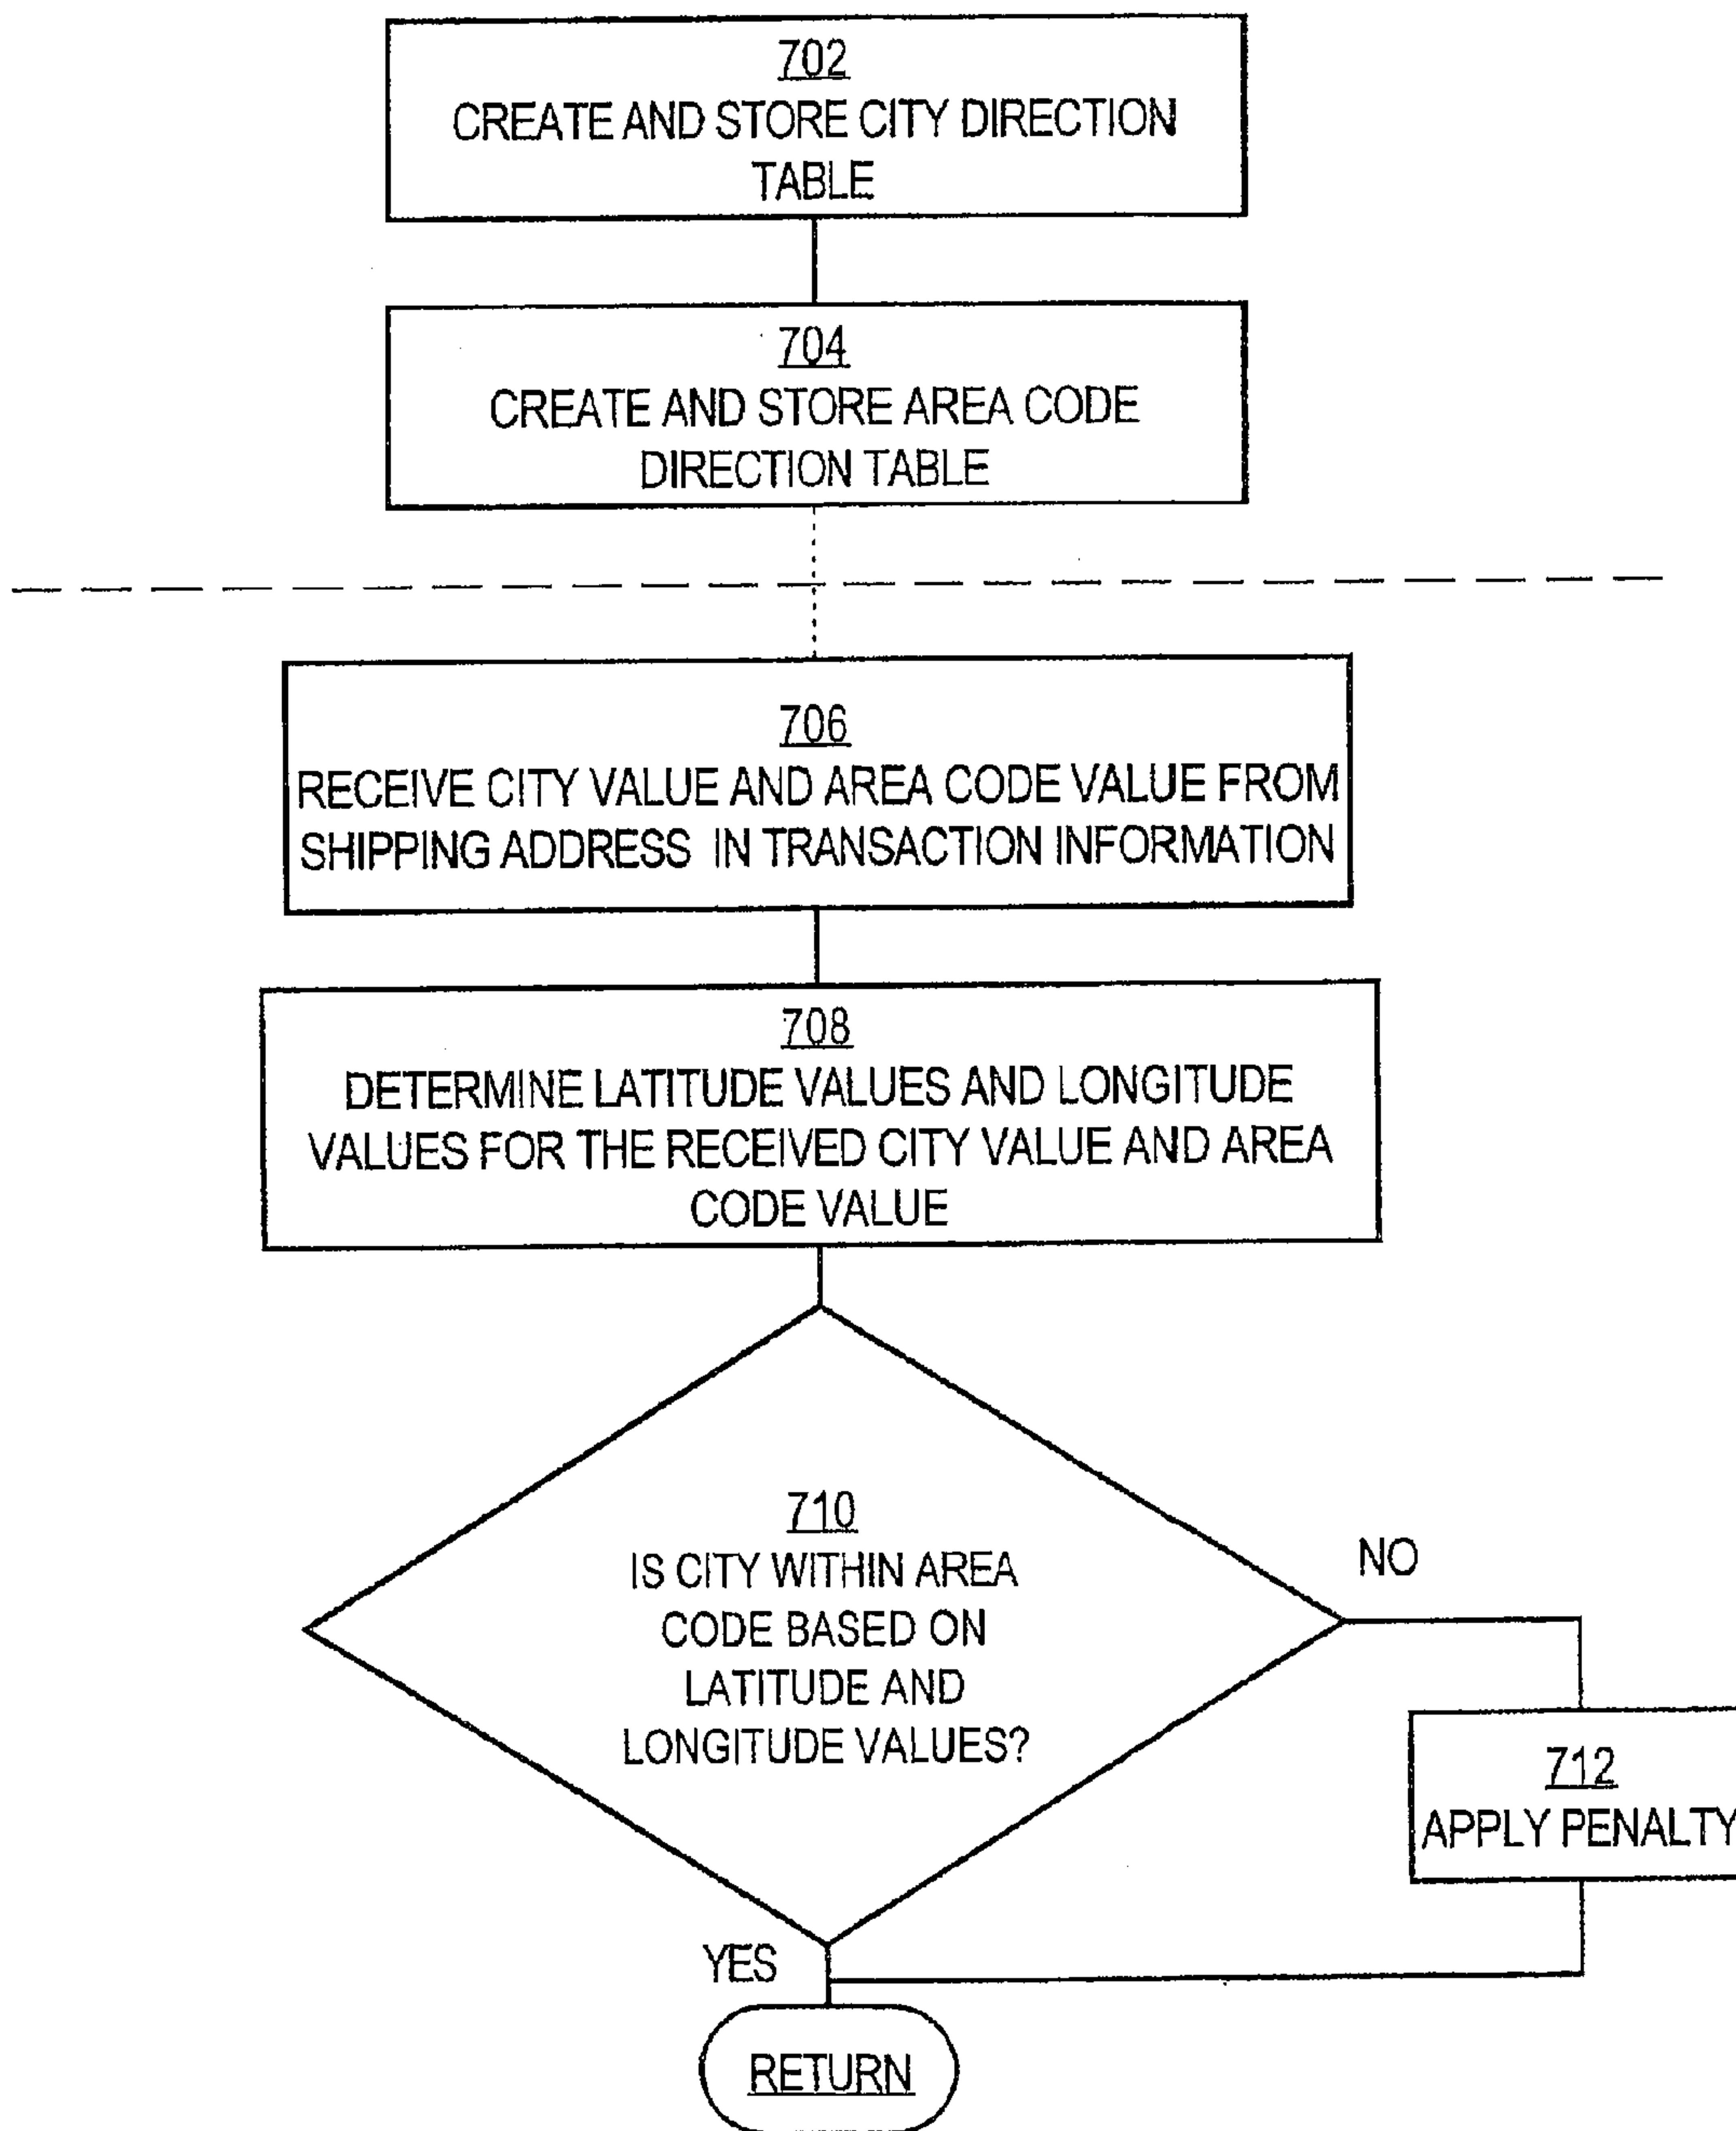 702
CREATE AND STORE CITY DIRECTION
TABLE
704
CREATE AND STORE AREA CODE
DIRECTION TABLE
706
RECEIVE CITY VALUE AND AREA CODE VALUE FROM
SHIPPING ADDRESS IN TRANSACTION INFORMATION
708
DETERMINE LATITUDE VALUES AND LONGITUDE
VALUES FOR THE RECEIVED CITY VALUE AND AREA
CODE VALUE
710
IS CITY WITHIN AREA
CODE BASED ON
LATITUDE AND
LONGITUDE VALUES?
NO
712
APPLY PENALTY
YES
RETURN